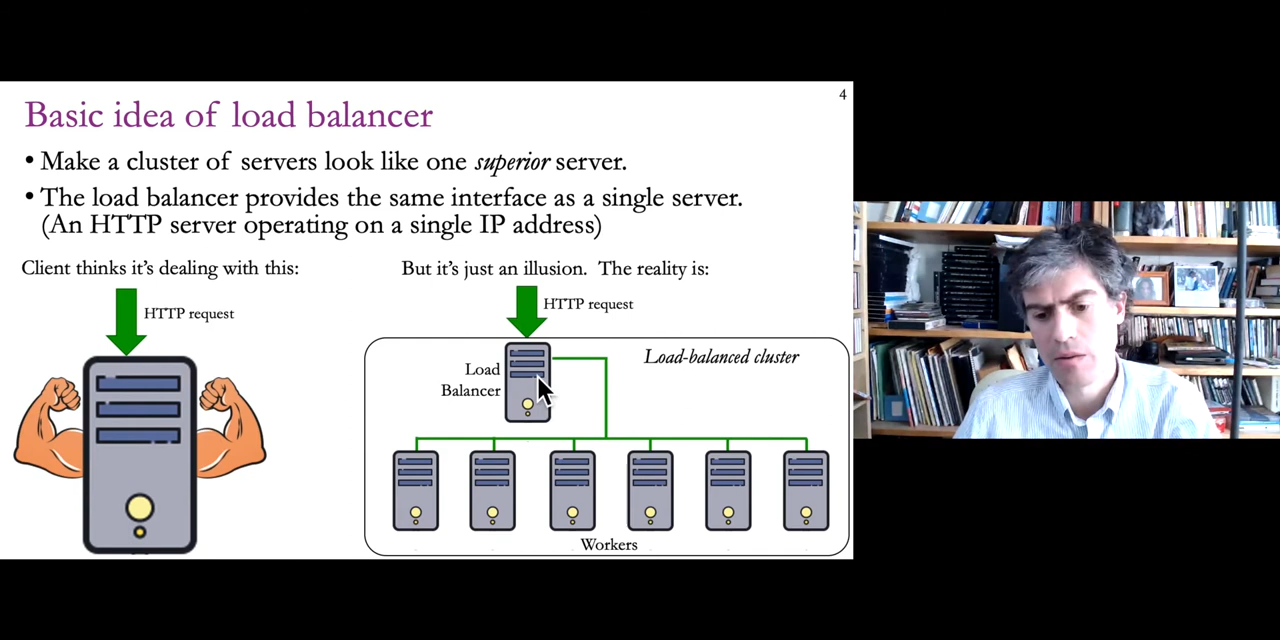 4
Basic idea of load balancer
• Make a cluster of servers look like one superior server.
• The load balancer provides the same interface as a single server.
(An HTTP server operating on a single IP address)
Client thinks it's dealing with this:
HTTP request
But it's just an illusion. The reality is:
HTTP request
Load-balanced cluster
Load
Balancer
Workers